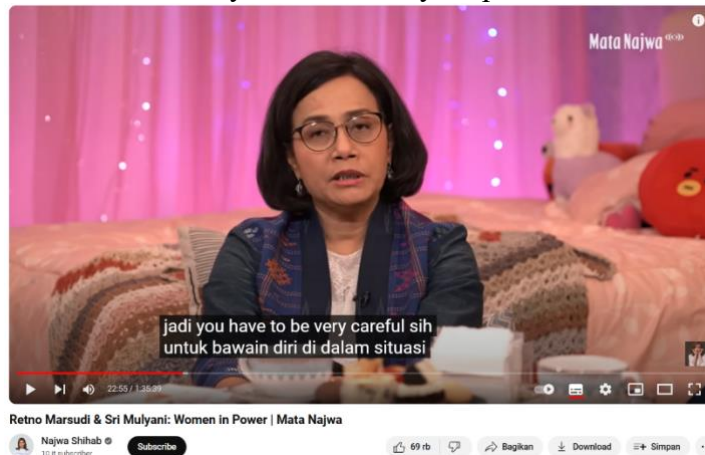 Mata Najwa
jadi you have to be very careful sih
untuk bawain diri di dalam situasi
22:55 / 1:35:39
Retno Marsudi & Sri Mulyani: Women in Power | Mata Najwa
Najwa Shihab
Subscribe
69 rb
Bagikan
Download
Simpan
subscriber